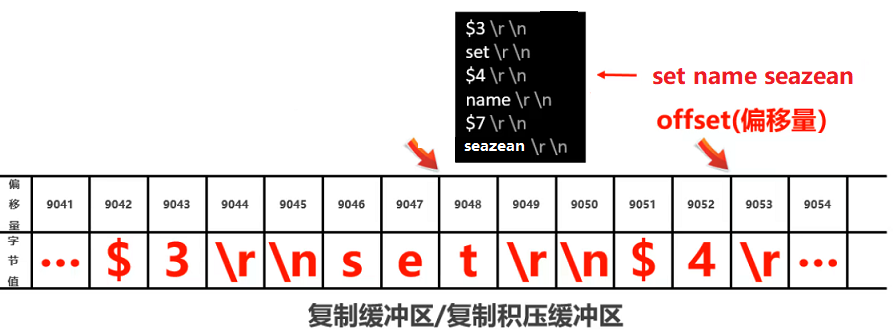 $3 \r \n
set \r \n
$4 \r \n
name \r \n
$7 \r \n
seazean \r \n
set name seazean
offset(偏移量)
偏移量 9041 9042 9043 9044 9045 9046 9047 9048 9049 9050 9051 9052 9053 9054
字节值 ... $ 3 \r \n s e t \r \n $ 4 \r ...
复制缓冲区/复制积压缓冲区